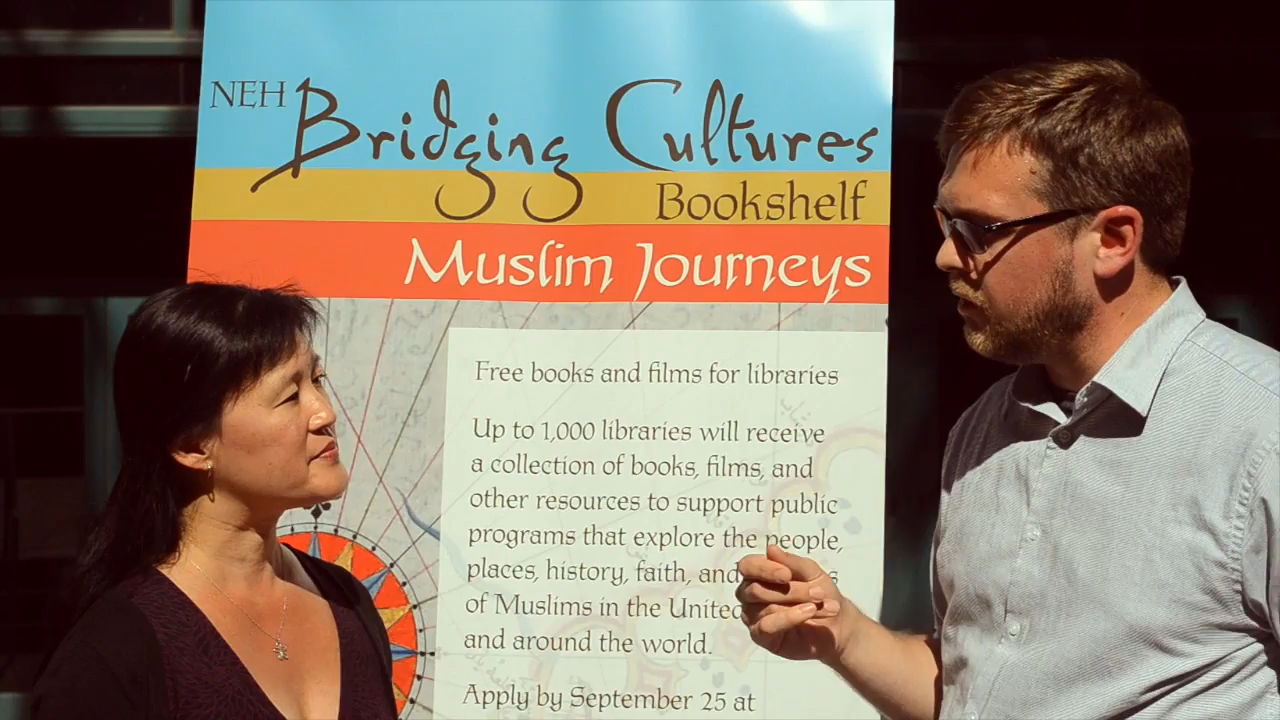 NEH Bridging Cultures
Bookshelf
Muslim Journeys
Free books and films for libraries
Up to 1,000 libraries will receive
a collection of books, films, and
other resources to support public
programs that explore the people,
places, history, faith, and
of Muslims in the United
and around the world.
Apply by September 25 at